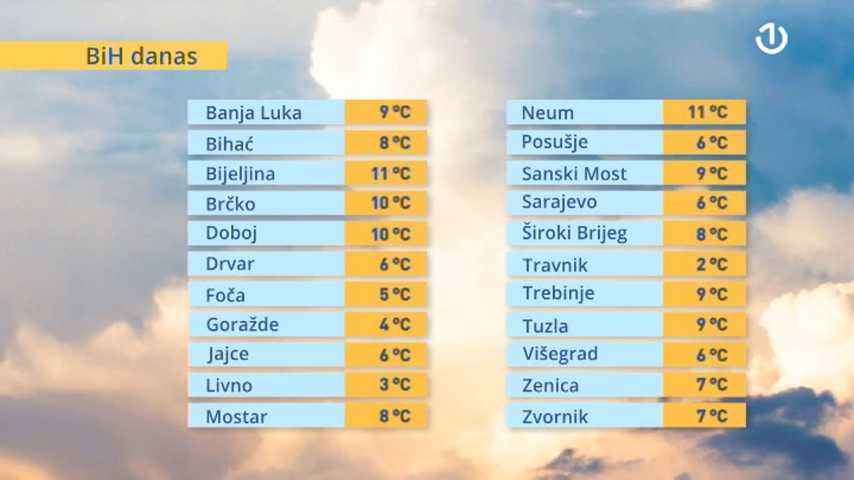 BiH danas
Banja Luka 9 °C
Bihać 8 °C
Bijeljina 11 °C
Brčko 10 °C
Doboj 10 °C
Drvar 6 °C
Foča 5 °C
Goražde 4 °C
Jajce 6 °C
Livno 3 °C
Mostar 8 °C
Neum 11 °C
Posušje 6 °C
Sanski Most 9 °C
Sarajevo 6 °C
Široki Brijeg 8 °C
Travnik 2 °C
Trebinje 9 °C
Tuzla 9 °C
Višegrad 6 °C
Zenica 7 °C
Zvornik 7 °C
1